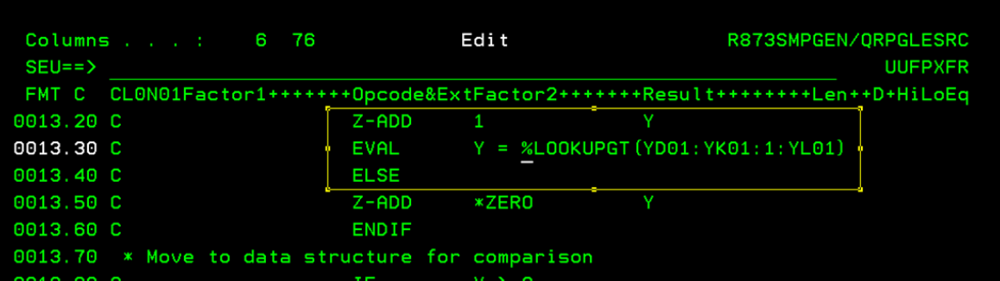 Columns . . . :    6  76          Edit                    R873SMPGEN/QRPGLESRC
SEU==>                                                                 UUFPXFR
FMT C  CL0N01Factor1+++++++Opcode&ExtFactor2+++++++Result++++++++Len++D+HiLoEq
0013.20 C                   Z-ADD     1             Y
0013.30 C                   EVAL      Y = %LOOKUPGT(YD01:YK01:1:YL01)
0013.40 C                   ELSE
0013.50 C                   Z-ADD     *ZERO         Y
0013.60 C                   ENDIF
0013.70  * Move to data structure for comparison